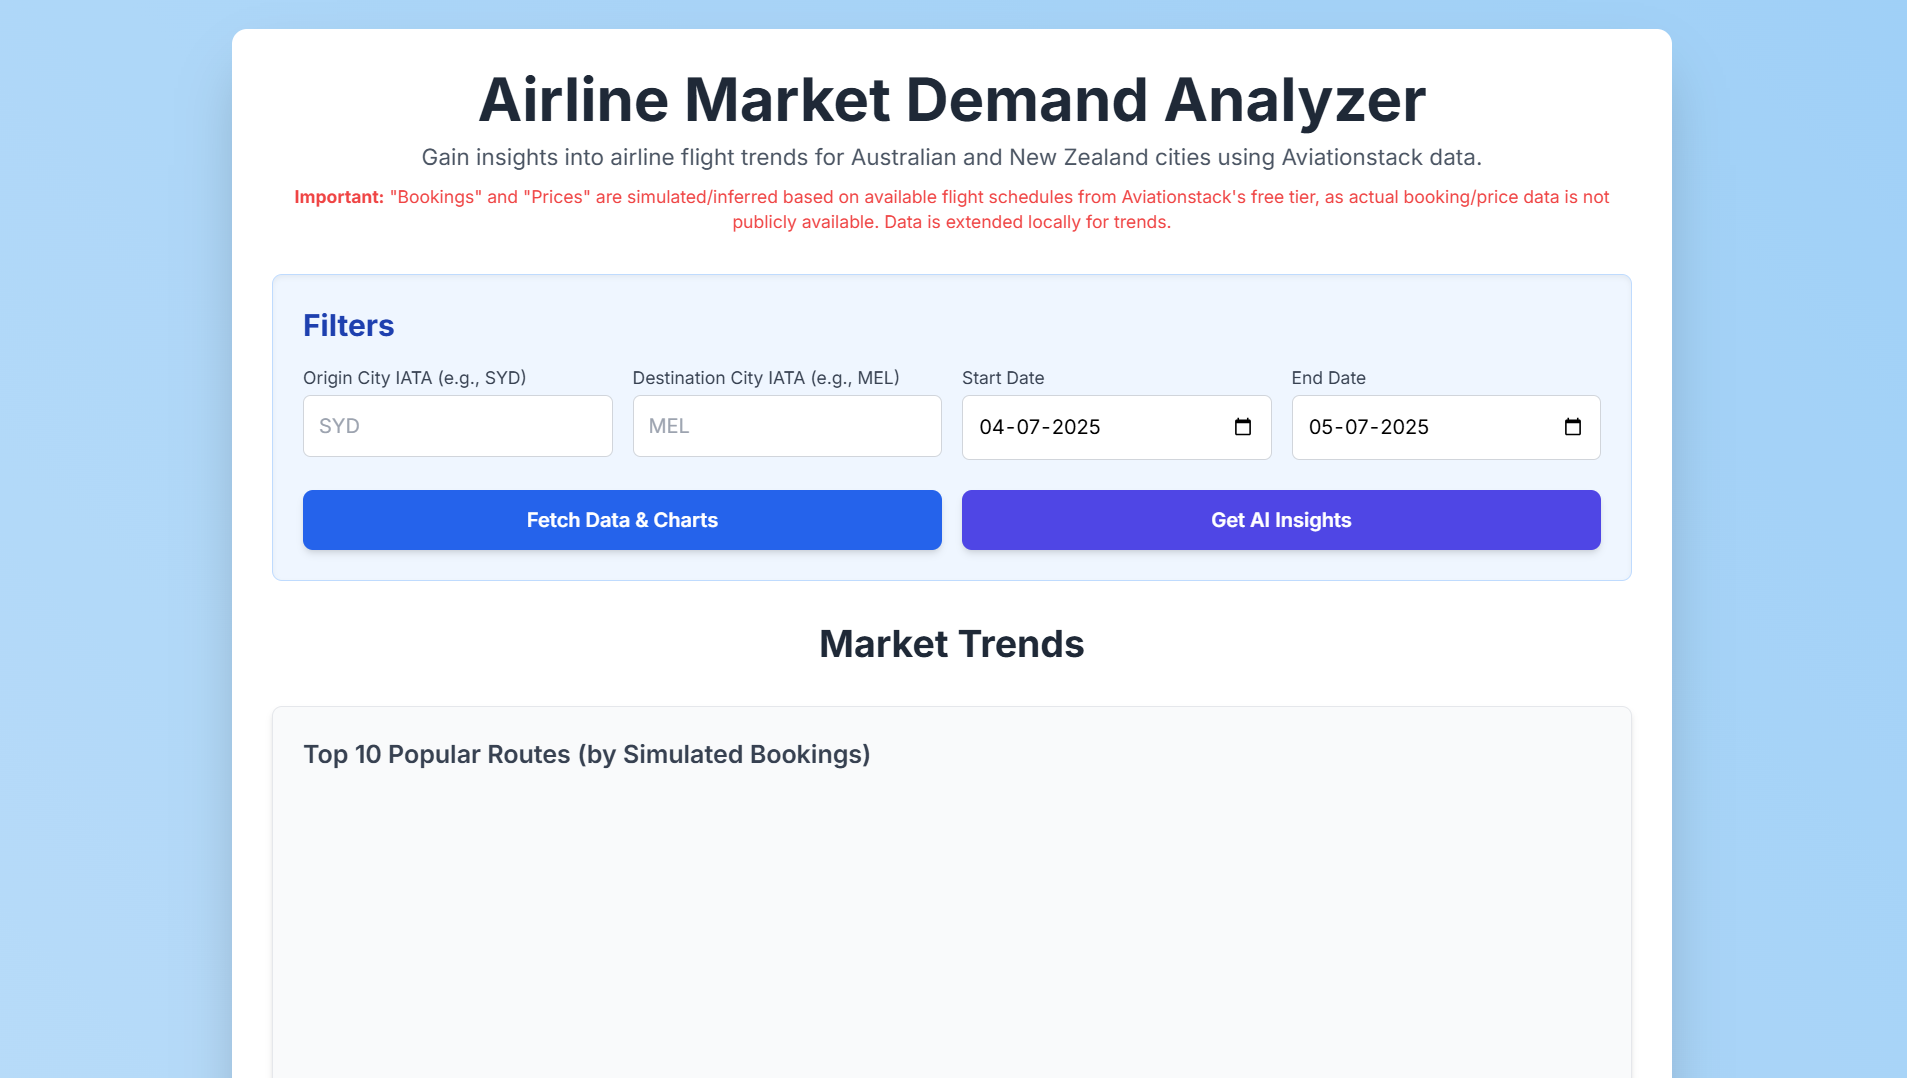 Airline Market Demand Analyzer
Gain insights into airline flight trends for Australian and New Zealand cities using Aviationstack data.
Important: "Bookings" and "Prices" are simulated/inferred based on available flight schedules from Aviationstack's free tier, as actual booking/price data is not
publicly available. Data is extended locally for trends.
Filters
Origin City IATA (e.g., SYD)
SYD
Destination City IATA (e.g., MEL)
MEL
Start Date
04-07-2025
End Date
05-07-2025
Fetch Data & Charts
Get AI Insights
Market Trends
Top 10 Popular Routes (by Simulated Bookings)